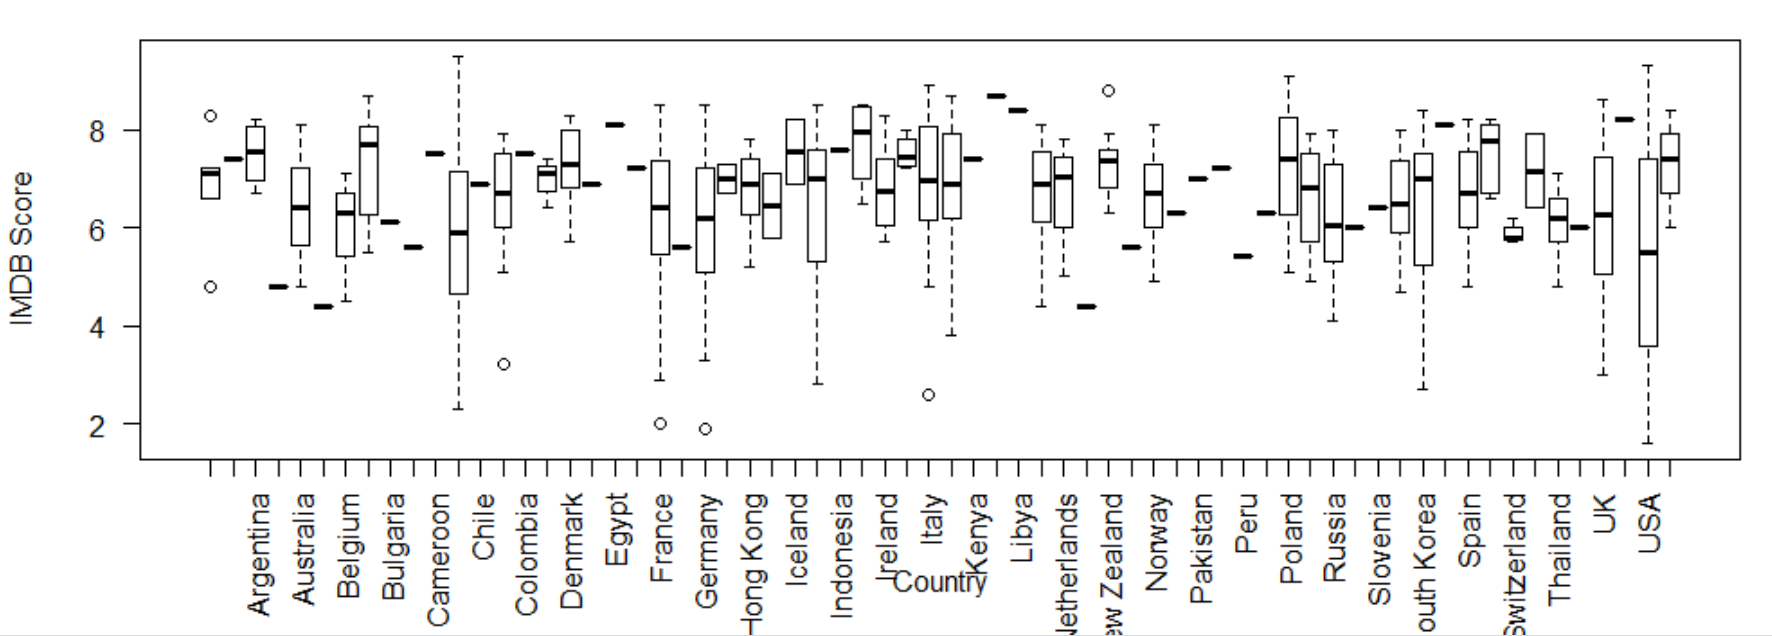 IMDB Score
8
6
4
2
Argentina
Australia
Belgium
Bulgaria
Cameroon
Chile
Colombia
Denmark
Egypt
France
Germany
Hong Kong
Iceland
Indonesia
Ireland
Italy
Kenya
Libya
Netherlands
ew Zealand
Norway
Pakistan
Peru
Poland
Russia
Slovenia
outh Korea
Spain
Switzerland
Thailand
UK
USA
Country